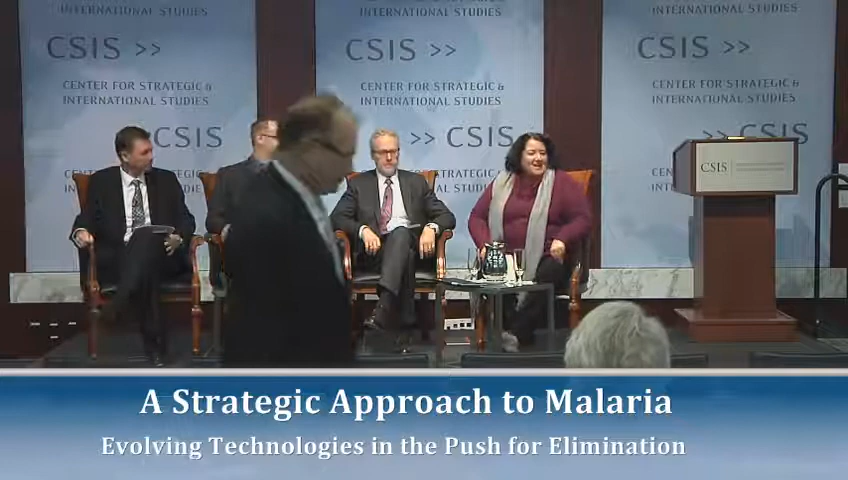 INTERNATIONAL STUDIES
INTERNATIONAL STUDIES
INTERNATIONAL STUDIES
CSIS >>
CSIS >>
CSIS >>
CENTER FOR STRATEGIC &
INTERNATIONAL STUDIES
CENTER FOR STRATEGIC &
INTERNATIONAL STUDIES
CENTER FOR STRATEGIC &
INTERNATIONAL STUDIES
CSIS
>> CSIS
>> CSIS
CSIS
A Strategic Approach to Malaria
Evolving Technologies in the Push for Elimination